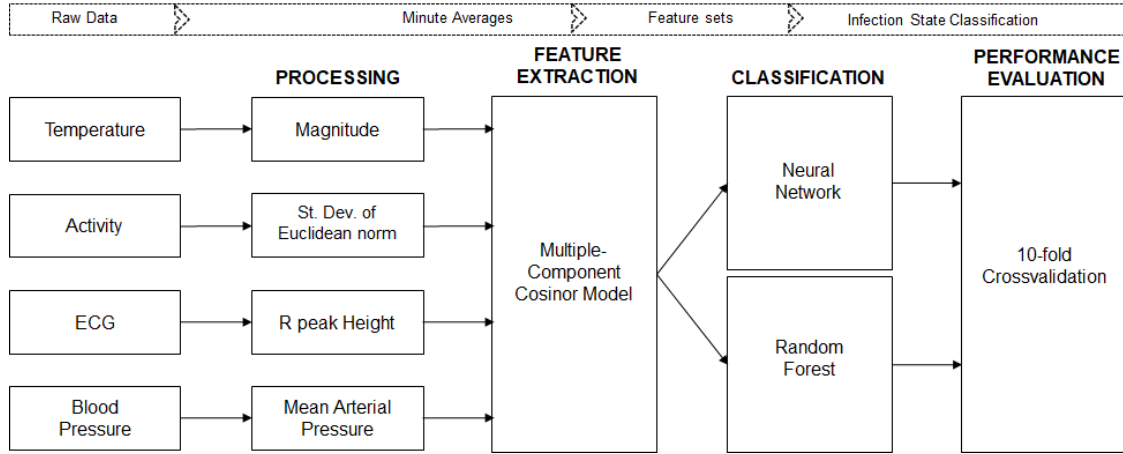 Raw Data
Minute Averages
Feature sets
Infection State Classification
PROCESSING
FEATURE
EXTRACTION
CLASSIFICATION
PERFORMANCE
EVALUATION
Temperature
Magnitude
Activity
St. Dev. of
Euclidean norm
ECG
R peak Height
Blood
Pressure
Mean Arterial
Pressure
Multiple-
Component
Cosinor Model
Neural
Network
Random
Forest
10-fold
Crossvalidation